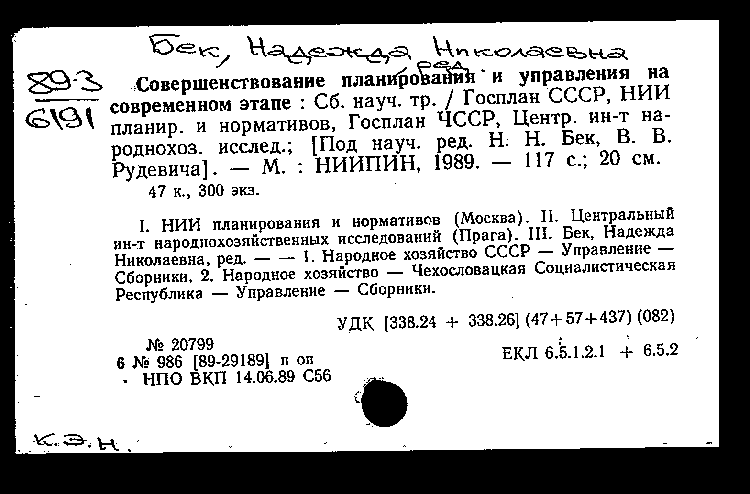 Бек, Надежда Николаевна
ред.
89-3
6191
Совершенствование планирования и управления на
современном этапе : Сб. науч. тр. / Госплан СССР, НИИ
планир. и нормативов, Госплан ЧССР, Центр. ин-т на-
роднохоз. исслед.; [Под науч. ред. Н. Н. Бек, В. В.
Рудевича]. — М. : НИИПИН, 1989. — 117 с.; 20 см.
47 к., 300 экз.
I. НИИ планирования и нормативов (Москва). II. Центральный
ин-т народнохозяйственных исследований (Прага). III. Бек, Надежда
Николаевна, ред. — — 1. Народное хозяйство СССР — Управление —
Сборники. 2. Народное хозяйство — Чехословацкая Социалистическая
Республика — Управление — Сборники.
УДК [338.24 + 338.26] (47+57+437) (082)
№ 20799
6 № 986 [89-29189] п оп
ЕКЛ 6.5.1.2.1 + 6.5.2
НПО ВКП 14.06.89 С56
К.Э.Н.